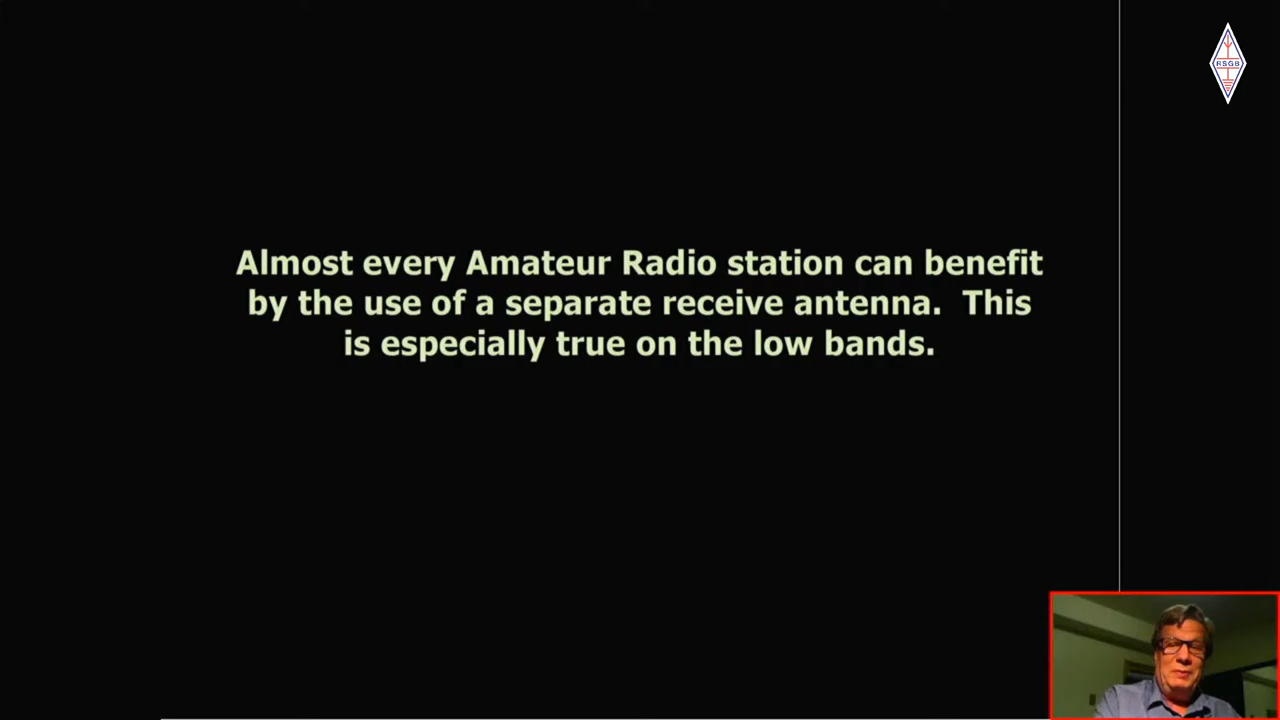 RSGB
Almost every Amateur Radio station can benefit
by the use of a separate receive antenna.  This
is especially true on the low bands.